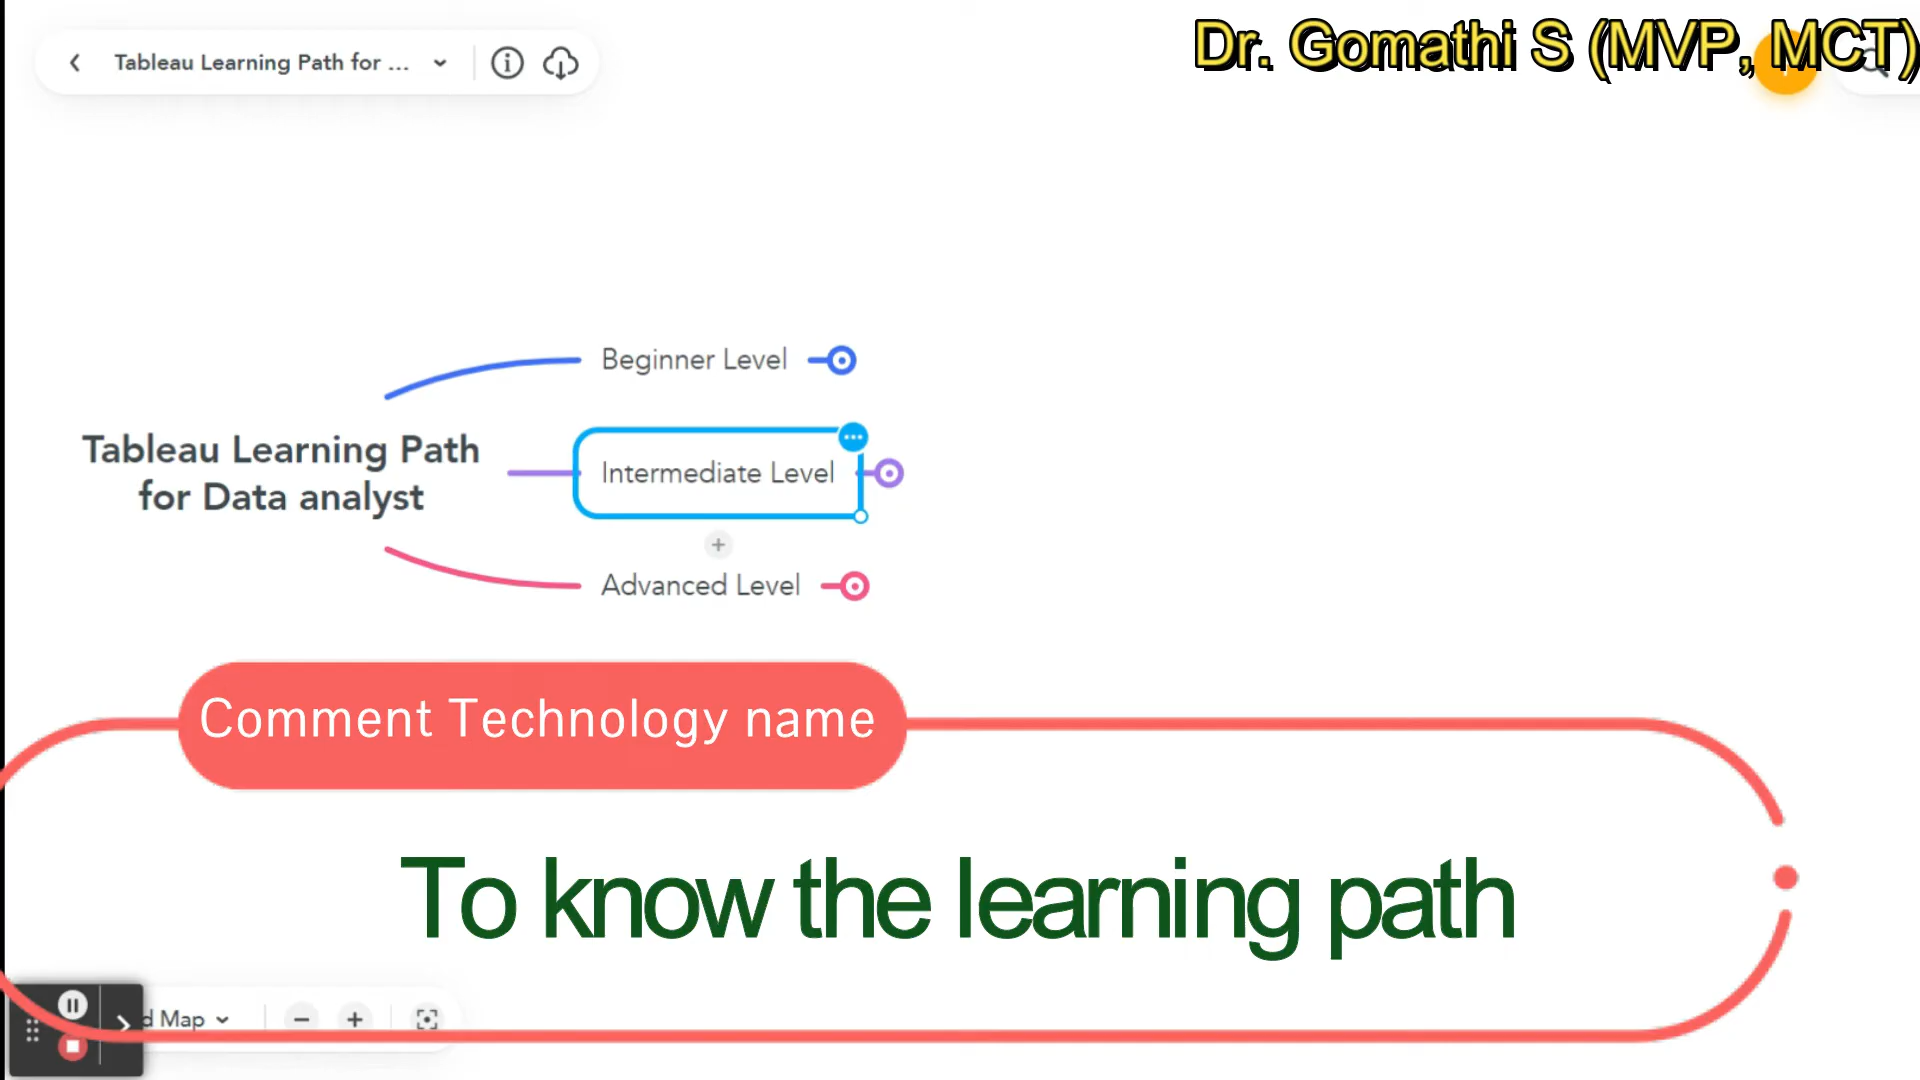 Dr. Gomathi S (MVP, MCT)
Tableau Learning Path for ...
Beginner Level
Tableau Learning Path
for Data analyst
Intermediate Level
Advanced Level
Comment Technology name
To know the learning path
d Map